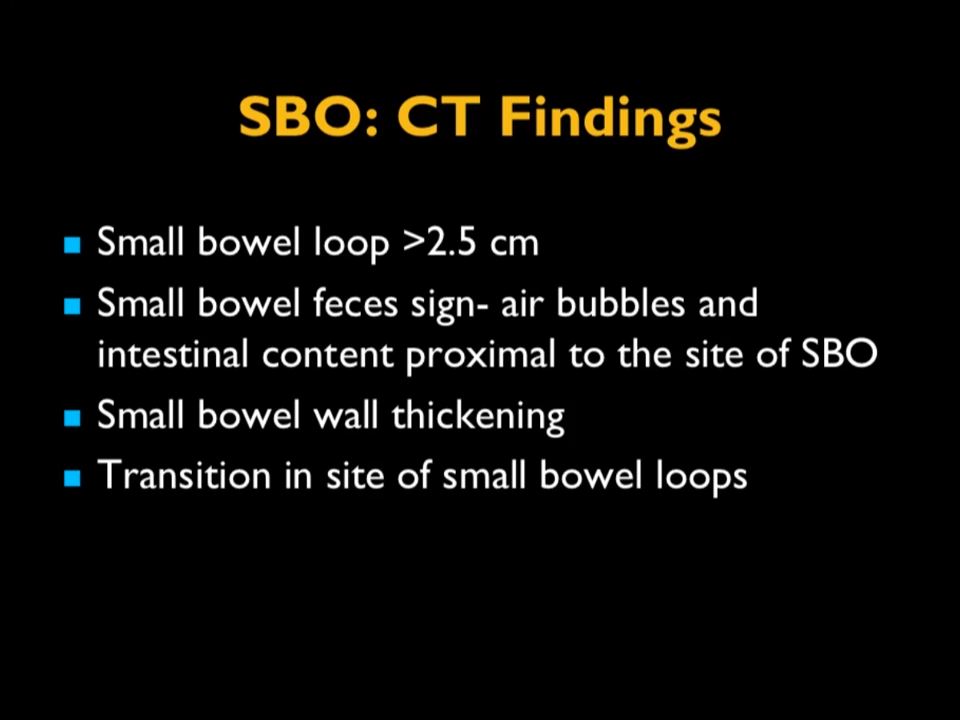 SBO: CT Findings
Small bowel loop >2.5 cm
Small bowel feces sign- air bubbles and
intestinal content proximal to the site of SBO
Small bowel wall thickening
Transition in site of small bowel loops